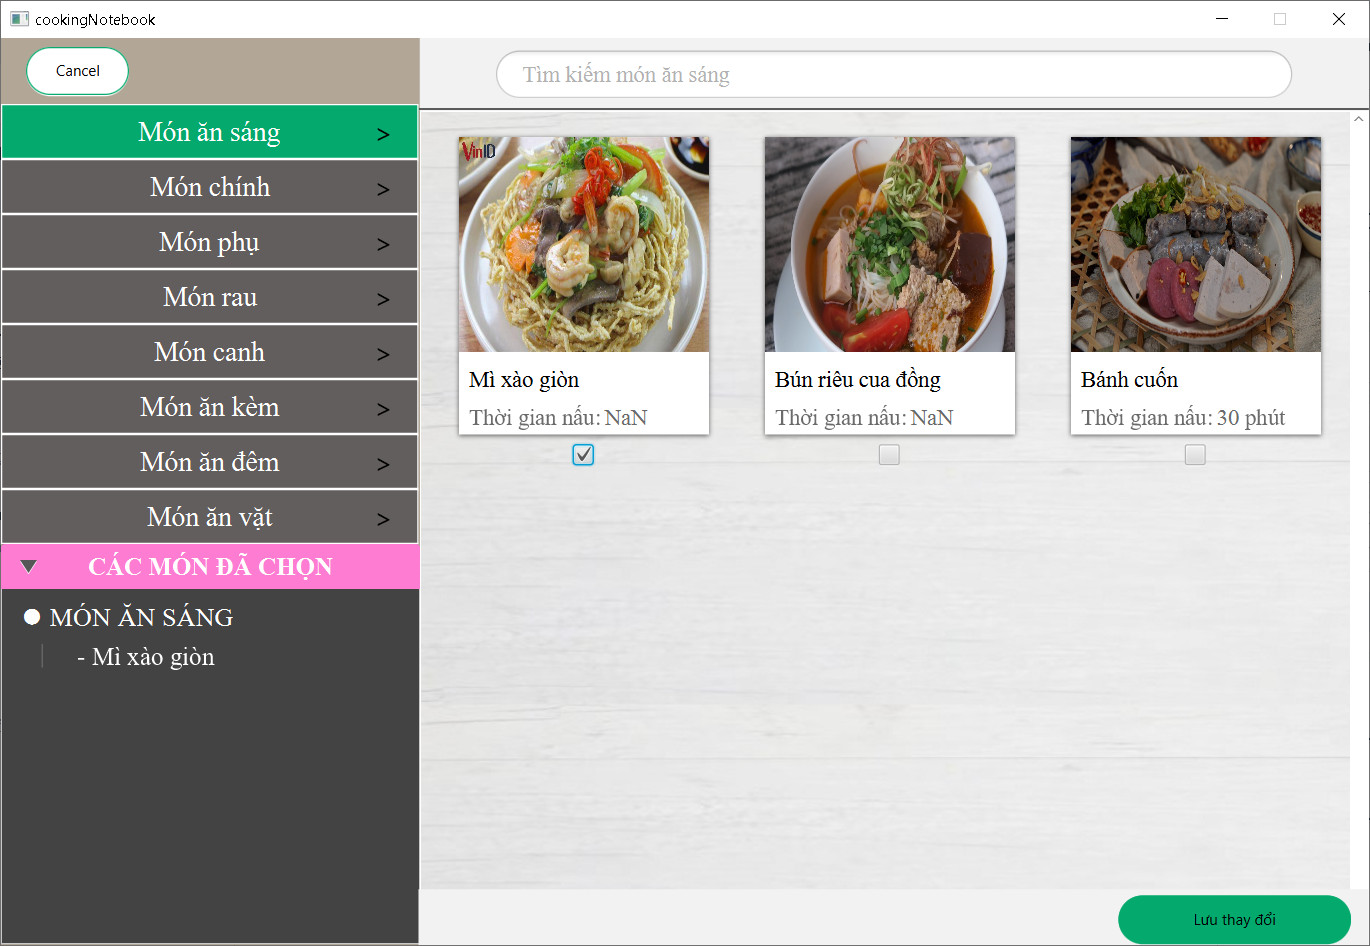 cookingNotebook
Cancel
Tìm kiếm món ăn sáng
Món ăn sáng >
Món chính >
Món phụ >
Món rau >
Món canh >
Món ăn kèm >
Món ăn đêm >
Món ăn vặt >
CÁC MÓN ĐÃ CHỌN
MÓN ĂN SÁNG
- Mì xào giòn
VinID
Mì xào giòn
Thời gian nấu: NaN
Bún riêu cua đồng
Thời gian nấu: NaN
Bánh cuốn
Thời gian nấu: 30 phút
Lưu thay đổi